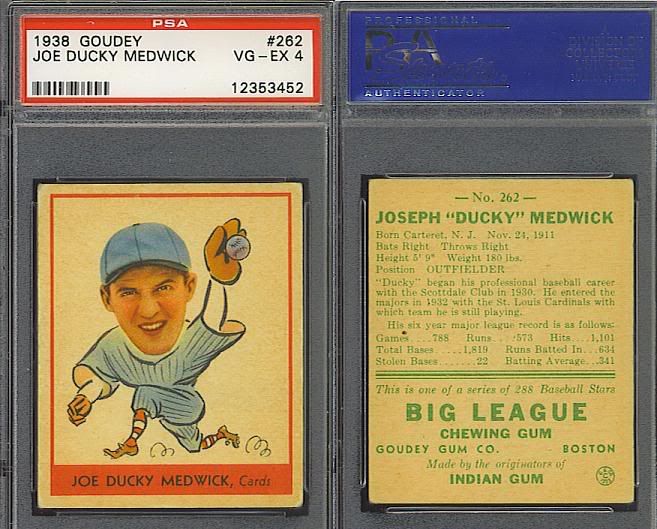 PSA
1938 GOUDEY #262
JOE DUCKY MEDWICK VG-EX 4
12353452
JOE DUCKY MEDWICK, Cards
PROFESSIONAL
PSA
AUTHENTICATOR
A
DIVISION OF
— No. 262 —
JOSEPH "DUCKY" MEDWICK
Born Carteret, N. J. Nov. 24, 1911
Bats Right Throws Right
Height 5' 9" Weight 180 lbs.
Position OUTFIELDER
"Ducky" began his professional baseball career
with the Scottdale Club in 1930. He entered the
majors in 1932 with the St. Louis Cardinals with
which team he is still playing.
His six year major league record is as follows:
Games....788 Runs...573 Hits....1,101
Total Bases....1,819 Runs Batted In....634
Stolen Bases......22 Batting Average...341
This is one of a series of 288 Baseball Stars
BIG LEAGUE
CHEWING GUM
GOUDEY GUM CO. BOSTON
Made by the originators of
INDIAN GUM